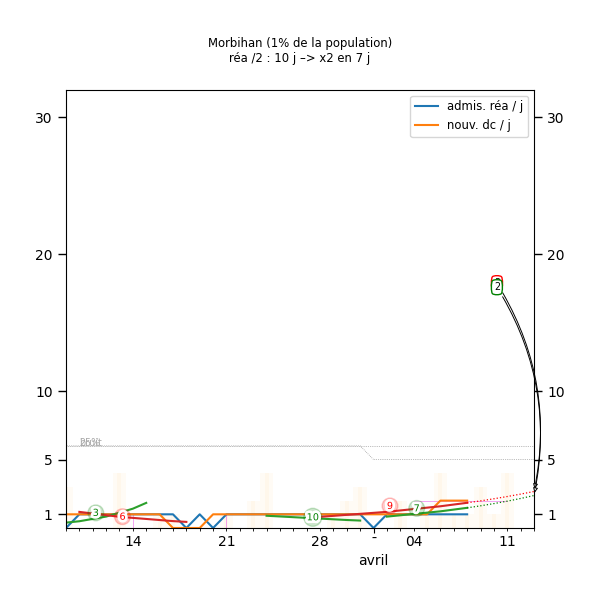 Morbihan (1% de la population)
réa /2 : 10 j –> x2 en 7 j
admis. réa / j
nouv. dc / j
30 30
20 20
2
10 10
5 5
3 6 10 9 7
1 1
14 21 28 - 04 11
avril